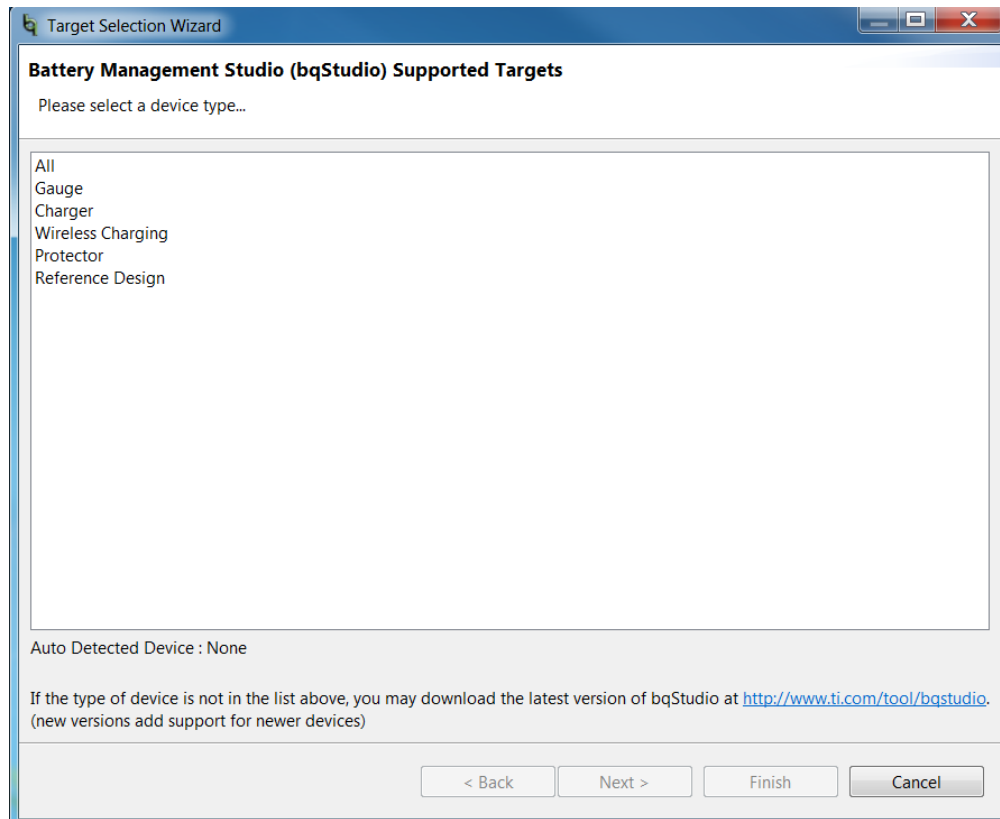 Target Selection Wizard
Battery Management Studio (bqStudio) Supported Targets
Please select a device type...
All
Gauge
Charger
Wireless Charging
Protector
Reference Design
Auto Detected Device : None
If the type of device is not in the list above, you may download the latest version of bqStudio at http://www.ti.com/tool/bqstudio.
(new versions add support for newer devices)
< Back Next > Finish Cancel